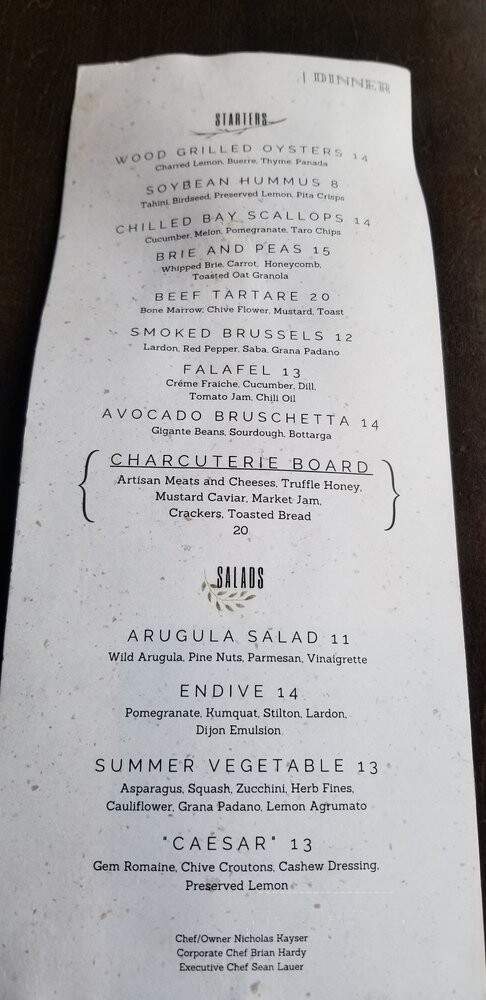 | DINNER
STARTERS
WOOD GRILLED OYSTERS 14
Charred Lemon, Buerre, Thyme, Panada
SOYBEAN HUMMUS 8
Tahini, Birdseed, Preserved Lemon, Pita Crisps
CHILLED BAY SCALLOPS 14
Cucumber, Melon, Pomegranate, Taro Chips
BRIE AND PEAS 15
Whipped Brie, Carrot, Honeycomb,
Toasted Oat Granola
BEEF TARTARE 20
Bone Marrow, Chive Flower, Mustard, Toast
SMOKED BRUSSELS 12
Lardon, Red Pepper, Saba, Grana Padano
FALAFEL 13
Créme Fraiche, Cucumber, Dill,
Tomato Jam, Chili Oil
AVOCADO BRUSCHETTA 14
Gigante Beans, Sourdough, Bottarga
CHARCUTERIE BOARD
Artisan Meats and Cheeses, Truffle Honey,
Mustard Caviar, Market Jam,
Crackers, Toasted Bread
20
SALADS
ARUGULA SALAD 11
Wild Arugula, Pine Nuts, Parmesan, Vinaigrette
ENDIVE 14
Pomegranate, Kumquat, Stilton, Lardon,
Dijon Emulsion
SUMMER VEGETABLE 13
Asparagus, Squash, Zucchini, Herb Fines,
Cauliflower, Grana Padano, Lemon Agrumato
"CAESAR" 13
Gem Romaine, Chive Croutons, Cashew Dressing,
Preserved Lemon
Chef/Owner Nicholas Kayser
Corporate Chef Brian Hardy
Executive Chef Sean Lauer